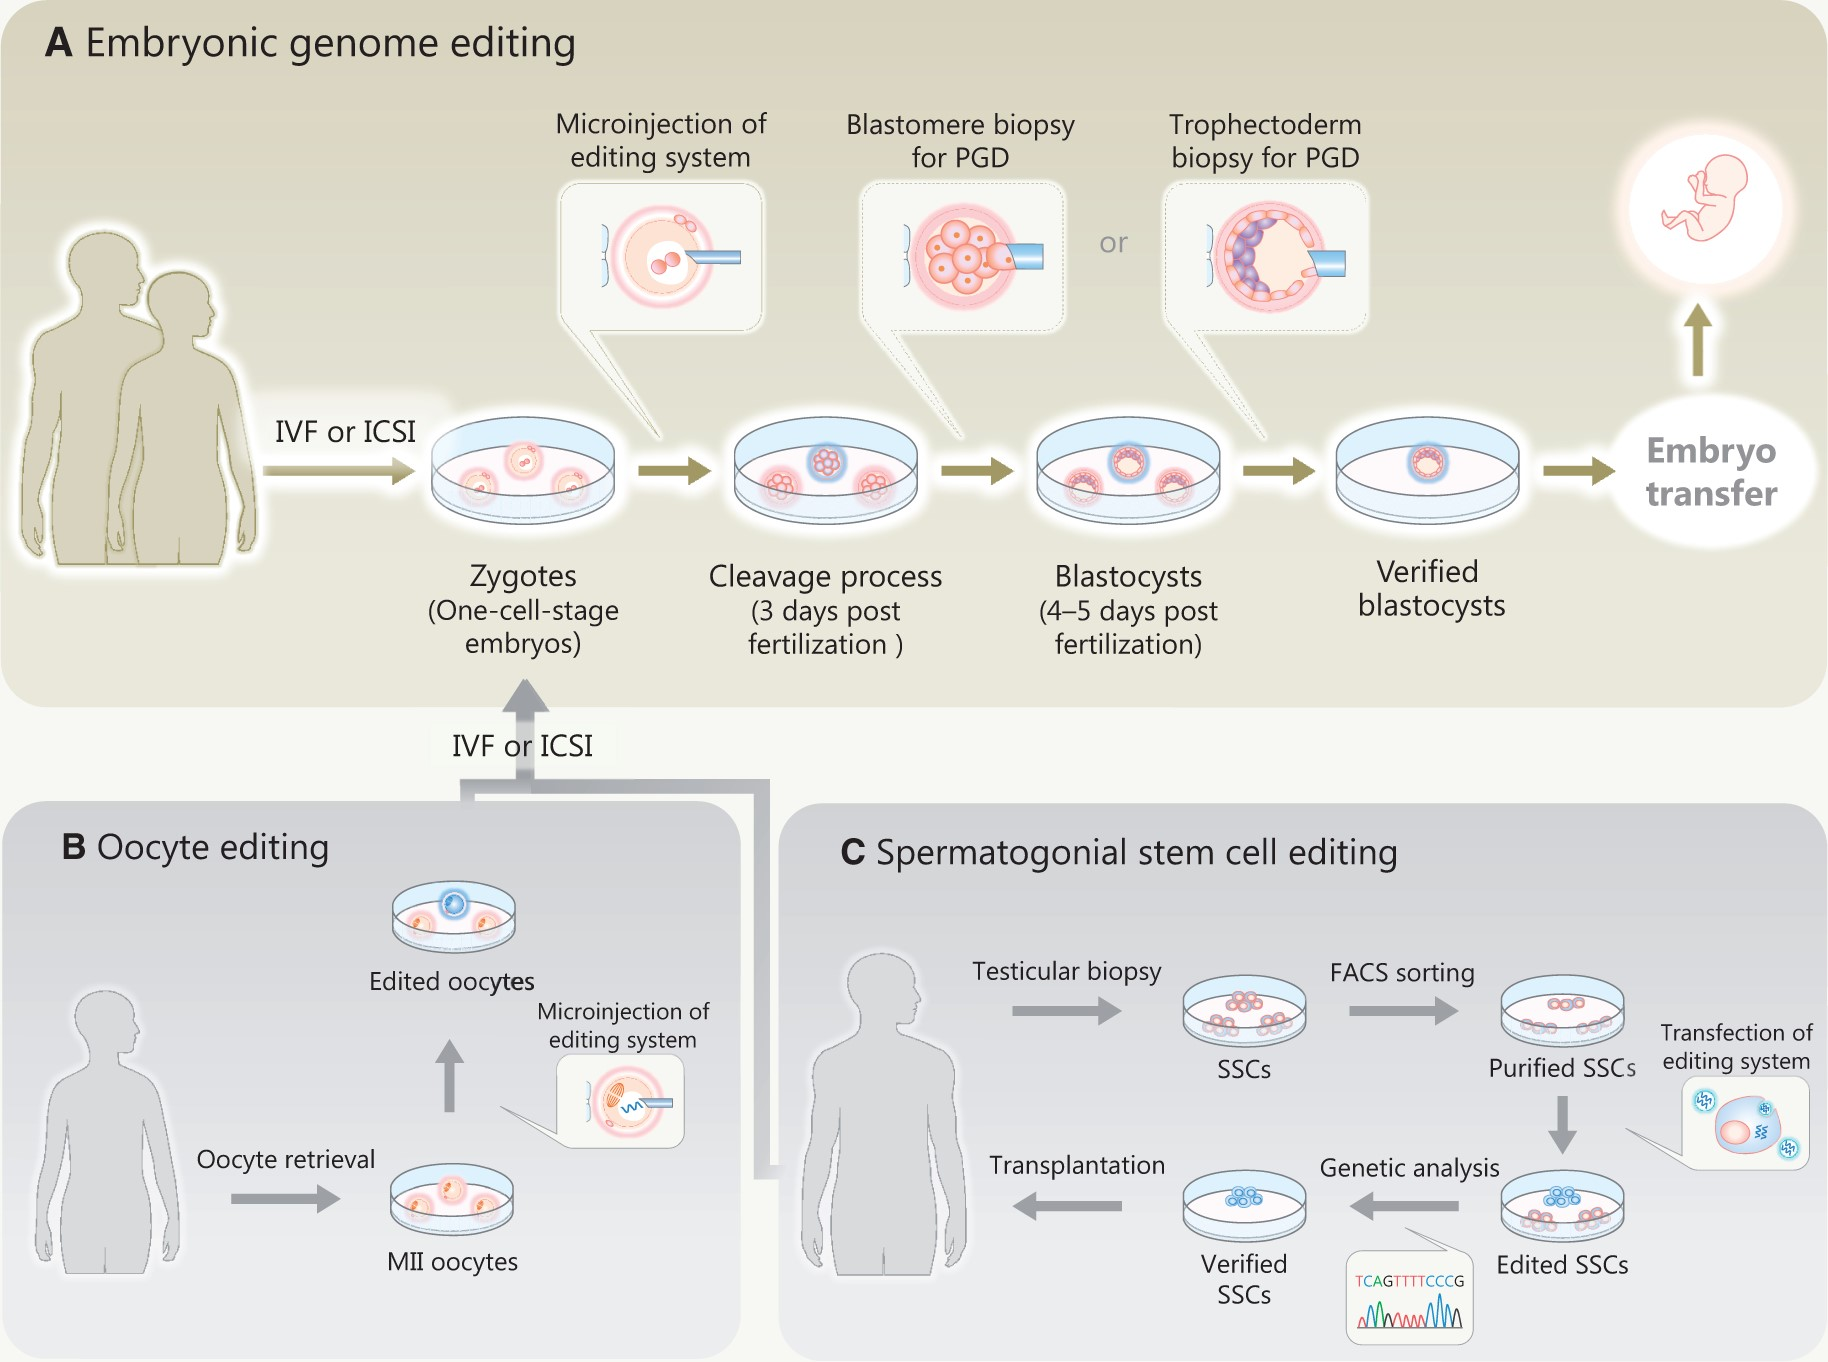 A Embryonic genome editing
Microinjection of
editing system
Blastomere biopsy
for PGD
or
Trophectoderm
biopsy for PGD
IVF or ICSI
Embryo
transfer
Zygotes
(One-cell-stage
embryos)
Cleavage process
(3 days post
fertilization )
Blastocysts
(4–5 days post
fertilization)
Verified
blastocysts
IVF or ICSI
B Oocyte editing
Edited oocytes
Microinjection of
editing system
Oocyte retrieval
MII oocytes
C Spermatogonial stem cell editing
Testicular biopsy
SSCs
FACS sorting
Purified SSCs
Transfection of
editing system
Edited SSCs
Genetic analysis
TCAGTTTTCCCG
Verified
SSCs
Transplantation